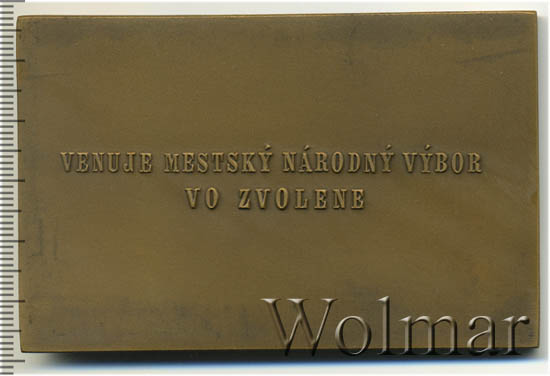 VENUJE MESTSKÝ NÁRODNÝ VÝBOR
VO ZVOLENE
Wolmar